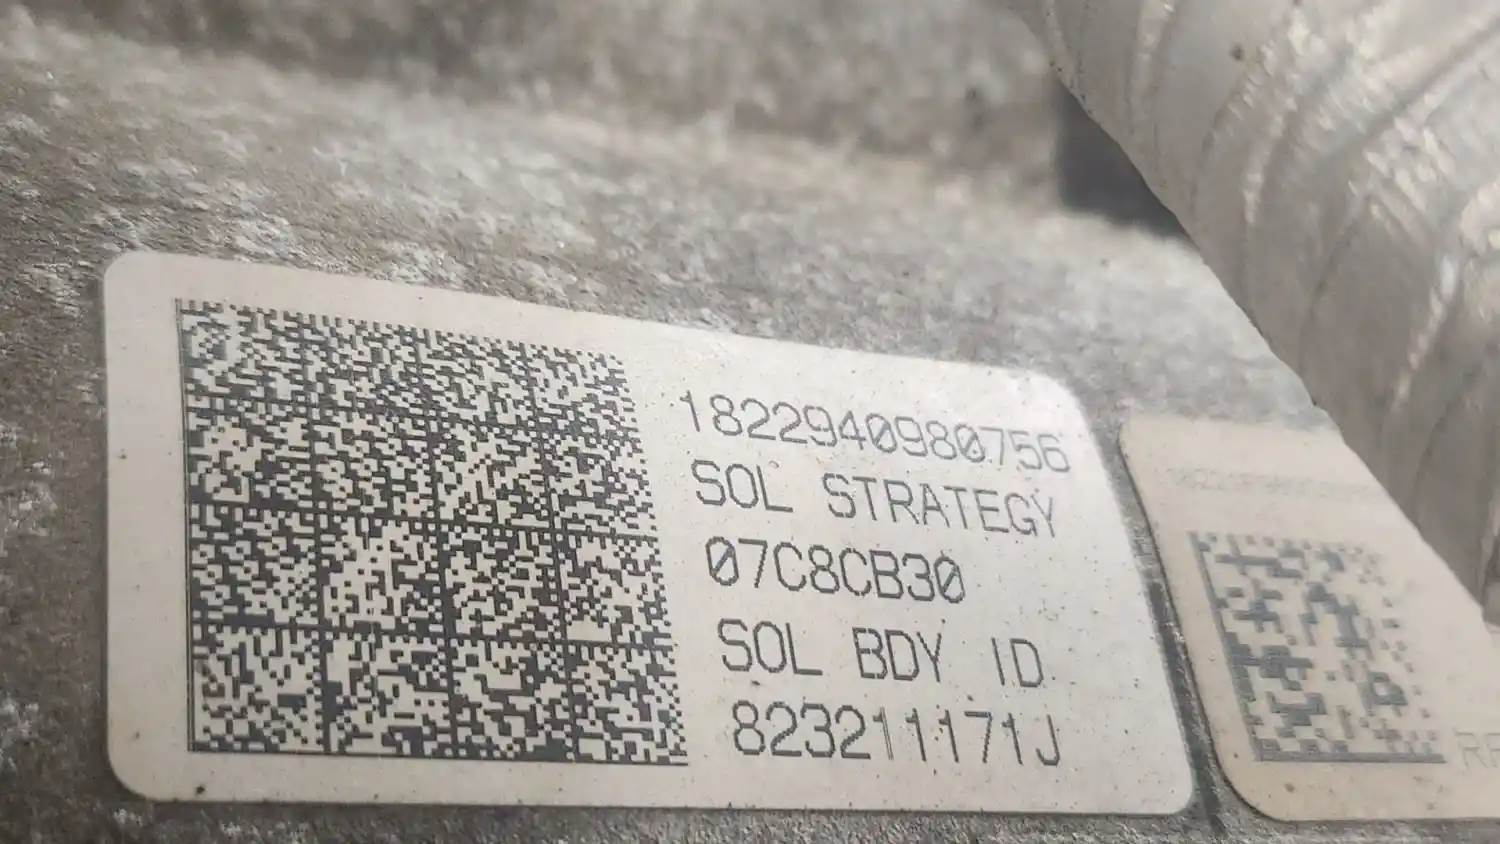 1822940980756
SOL STRATEGY
07C8CB30
SOL BDY ID
823211171J